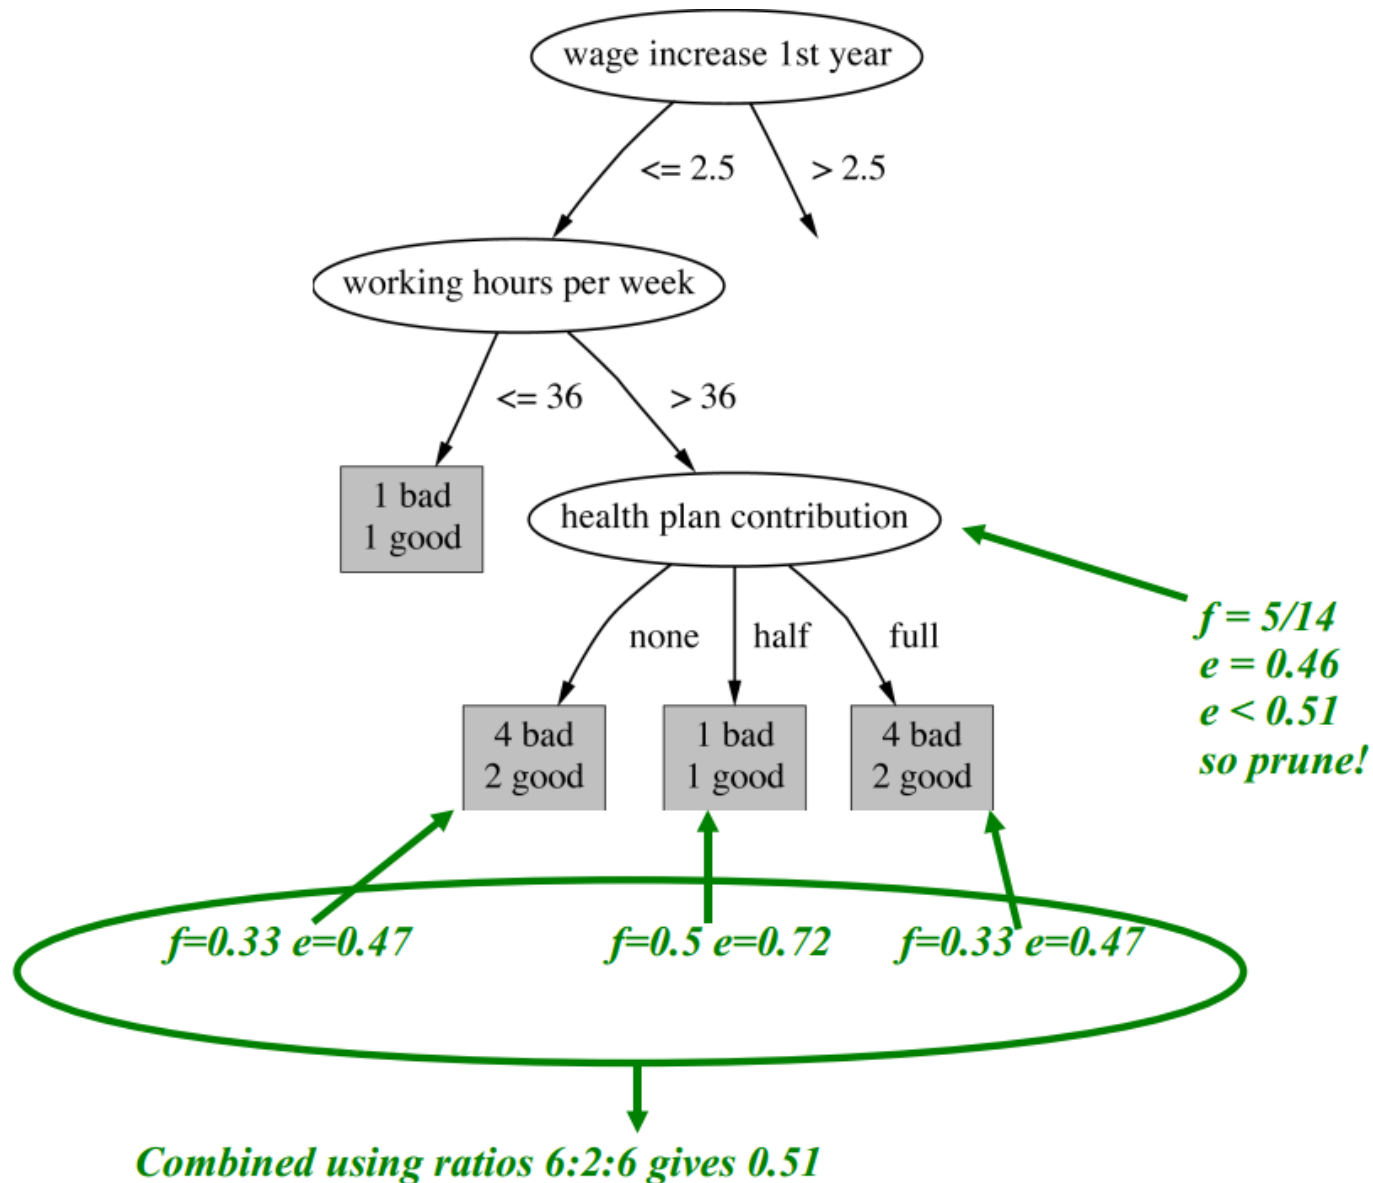 wage increase 1st year
<= 2.5
> 2.5
working hours per week
<= 36
> 36
1 bad
1 good
health plan contribution
none
half
full
f = 5/14
e = 0.46
e < 0.51
so prune!
4 bad
2 good
1 bad
1 good
4 bad
2 good
f=0.33 e=0.47
f=0.5 e=0.72
f=0.33 e=0.47
Combined using ratios 6:2:6 gives 0.51